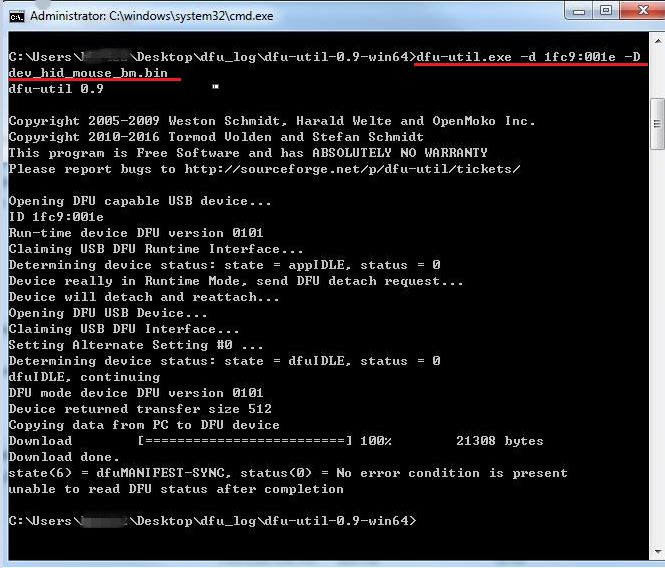 Administrator: C:\windows\system32\cmd.exe
C:\Users\ \Desktop\dfu_log\dfu-util-0.9-win64>dfu-util.exe -d 1fc9:001e -D
dev_hid_mouse_bm.bin
dfu-util 0.9
Copyright 2005-2009 Weston Schmidt, Harald Welte and OpenMoko Inc.
Copyright 2010-2016 Tormod Volden and Stefan Schmidt
This program is Free Software and has ABSOLUTELY NO WARRANTY
Please report bugs to http://sourceforge.net/p/dfu-util/tickets/
Opening DFU capable USB device...
ID 1fc9:001e
Run-time device DFU version 0101
Claiming USB DFU Runtime Interface...
Determining device status: state = appIDLE, status = 0
Device really in Runtime Mode, send DFU detach request...
Device will detach and reattach...
Opening DFU USB Device...
Claiming USB DFU Interface...
Setting Alternate Setting #0 ...
Determining device status: state = dfuIDLE, status = 0
dfuIDLE, continuing
DFU mode device DFU version 0101
Device returned transfer size 512
Copying data from PC to DFU device
Download [=========================] 100% 21308 bytes
Download done.
state(6) = dfuMANIFEST-SYNC, status(0) = No error condition is present
unable to read DFU status after completion
C:\Users\ \Desktop\dfu_log\dfu-util-0.9-win64>